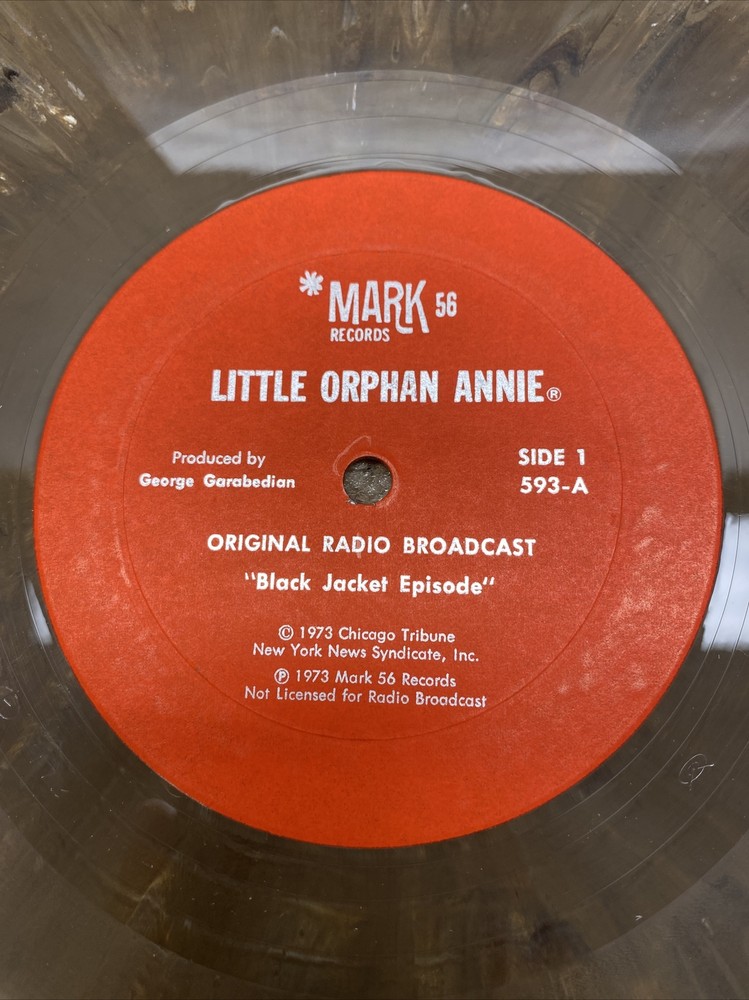 *MARK 56
RECORDS
LITTLE ORPHAN ANNIE®
Produced by
George Garabedian
SIDE 1
593-A
ORIGINAL RADIO BROADCAST
"Black Jacket Episode"
© 1973 Chicago Tribune
New York News Syndicate, Inc.
℗ 1973 Mark 56 Records
Not Licensed for Radio Broadcast